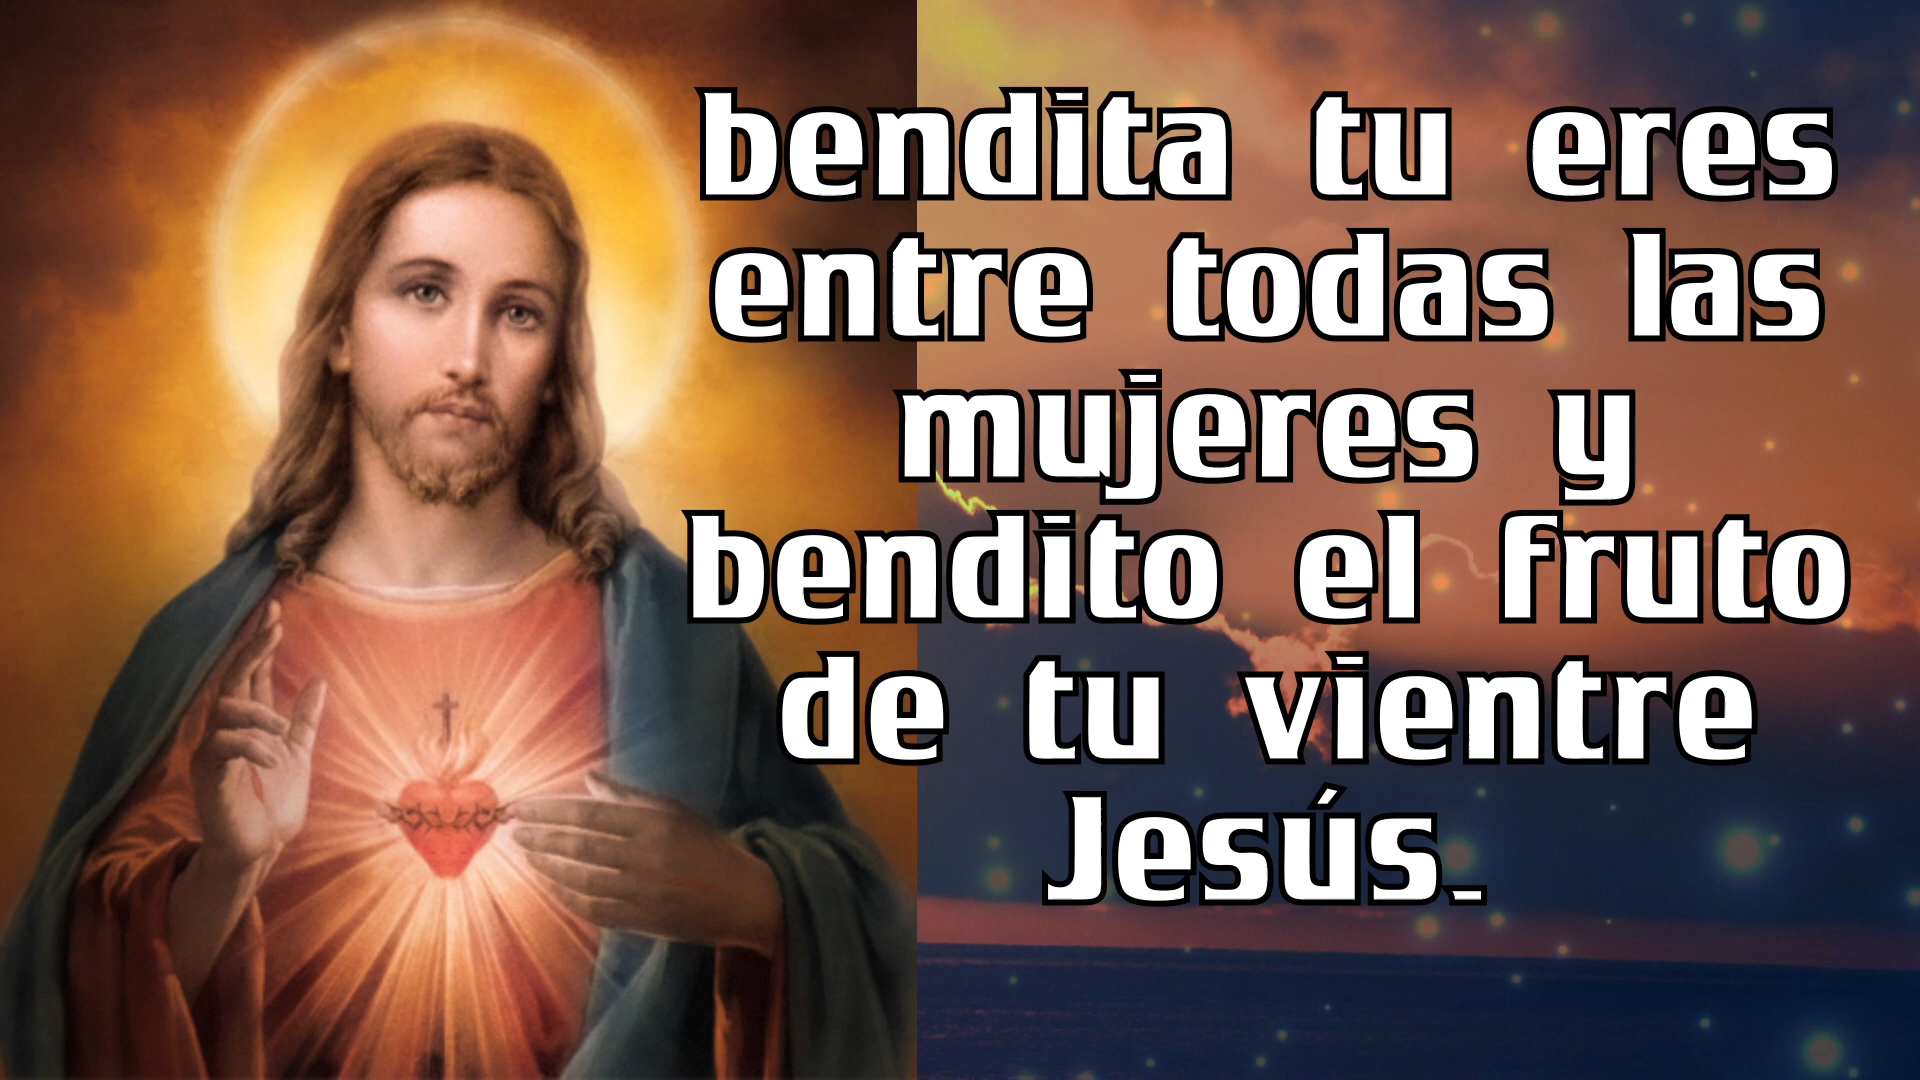 bendita tu eres
entre todas las
mujeres y
bendito el fruto
de tu vientre
Jesús.